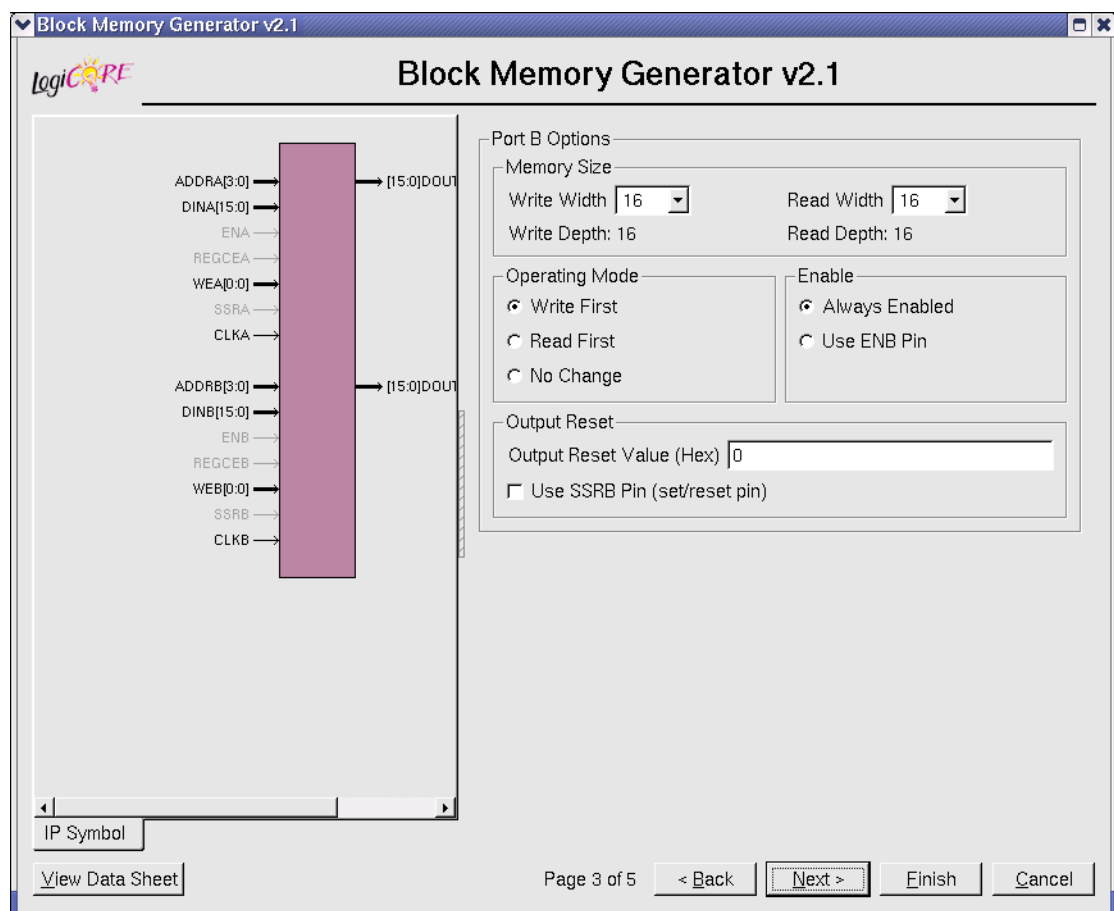 Block Memory Generator v2.1
LogiCORE
Block Memory Generator v2.1
ADDRA[3:0]
[15:0]DOUT
DINA[15:0]
ENA
REGCEA
WEA[0:0]
SSRA
CLKA
ADDRB[3:0]
[15:0]DOUT
DINB[15:0]
ENB
REGCEB
WEB[0:0]
SSRB
CLKB
IP Symbol
Port B Options
Memory Size
Write Width 16
Read Width 16
Write Depth: 16
Read Depth: 16
Operating Mode
Write First
Read First
No Change
Enable
Always Enabled
Use ENB Pin
Output Reset
Output Reset Value (Hex) 0
Use SSRB Pin (set/reset pin)
View Data Sheet
Page 3 of 5
< Back
Next >
Finish
Cancel